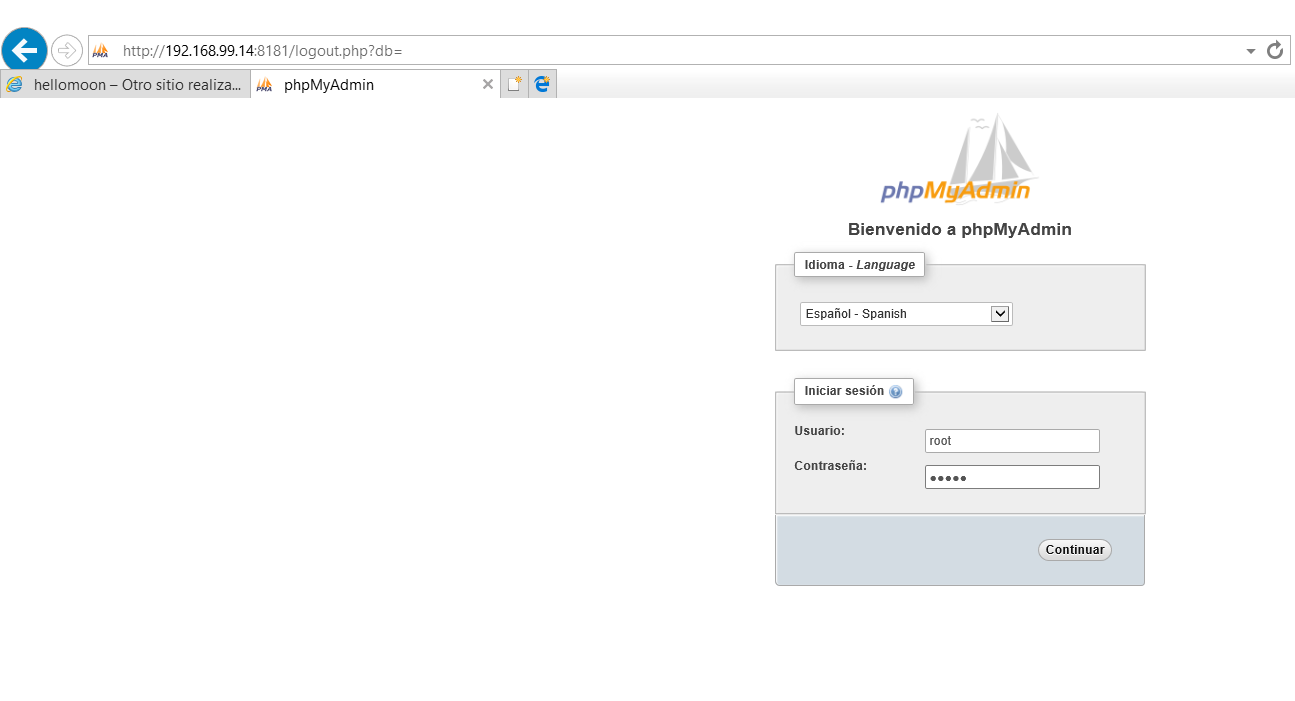 http://192.168.99.14:8181/logout.php?db=
hellomoon – Otro sitio realiza...
phpMyAdmin
phpMyAdmin
Bienvenido a phpMyAdmin
Idioma - Language
Español - Spanish
Iniciar sesión
Usuario:
root
Contraseña:
•••••
Continuar